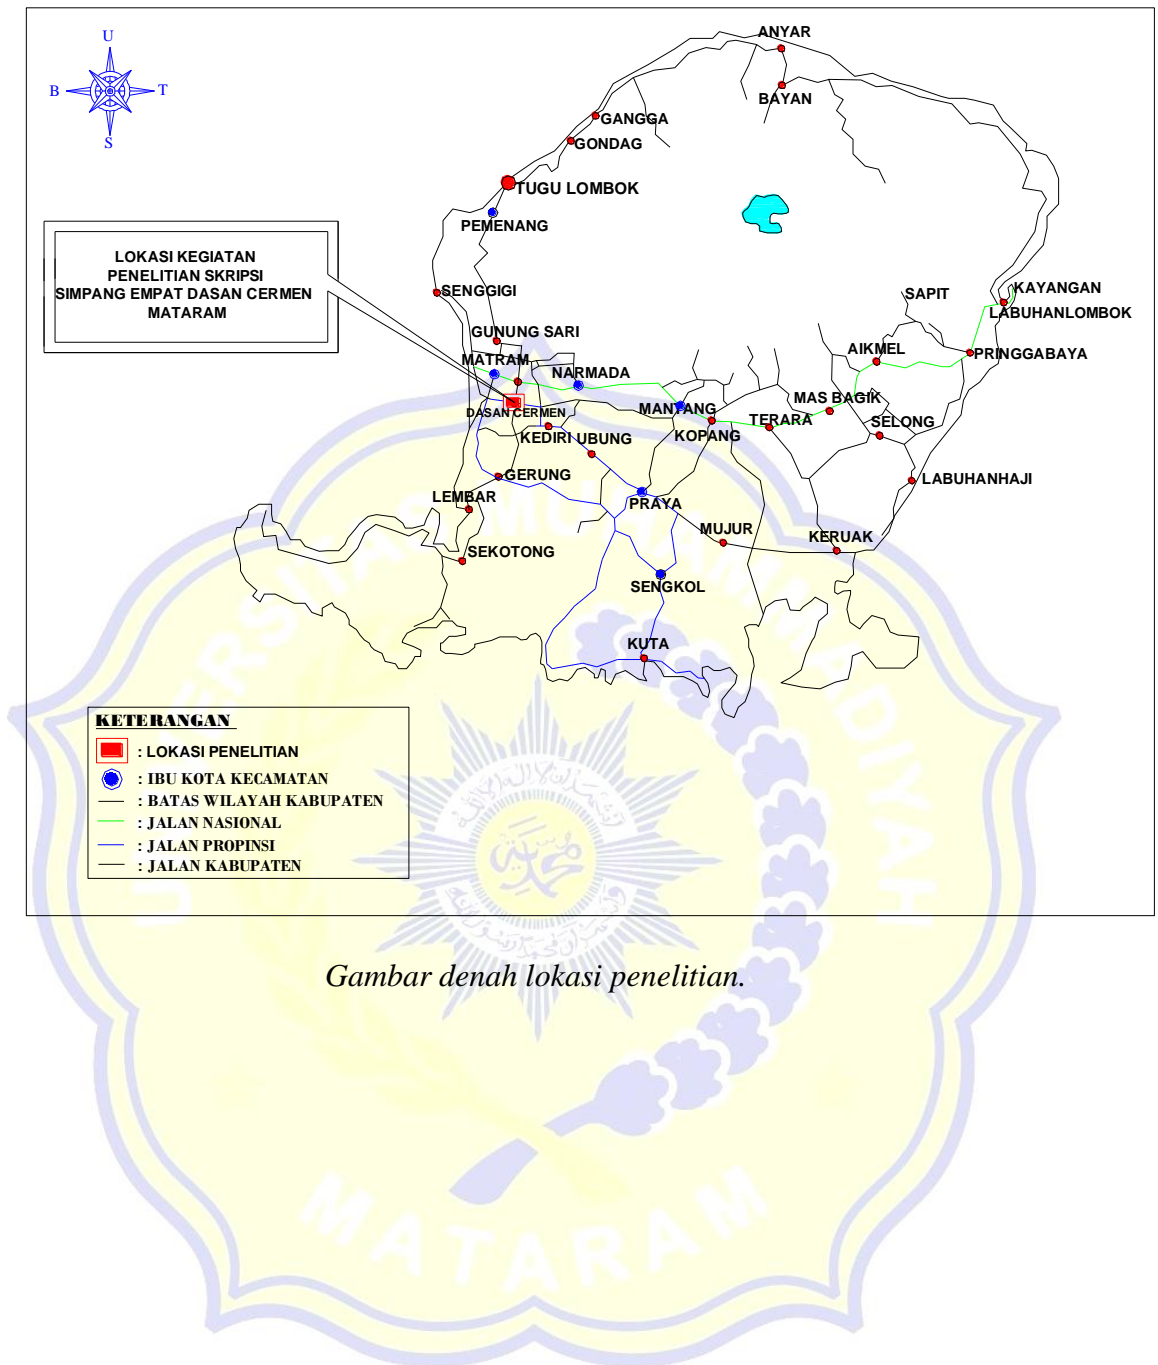 U
B
T
S
ANYAR
BAYAN
GANGGA
GONDAG
TUGU LOMBOK
PEMENANG
LOKASI KEGIATAN
PENELITIAN SKRIPSI
SIMPANG EMPAT DASAN CERMEN
MATARAM
SENGGIGI
KAYANGAN
SAPIT
LABUHANLOMBOK
GUNUNG SARI
AIKMEL
PRINGGABAYA
MATRAM
NARMADA
MAS BAGIK
DASAN CERMEN
MANTANG
TERARA
SELONG
KEDIRI
UBUNG
KOPANG
GERUNG
LABUHANHAJI
LEMBAR
PRAYA
MUJUR
KERUAK
SEKOTONG
SENGKOL
KUTA
KETERANGAN
: LOKASI PENELITIAN
: IBU KOTA KECAMATAN
: BATAS WILAYAH KABUPATEN
: JALAN NASIONAL
: JALAN PROPINSI
: JALAN KABUPATEN
Gambar denah lokasi penelitian.
UNIVERSITAS MUHAMMADIYAH
MATARAM